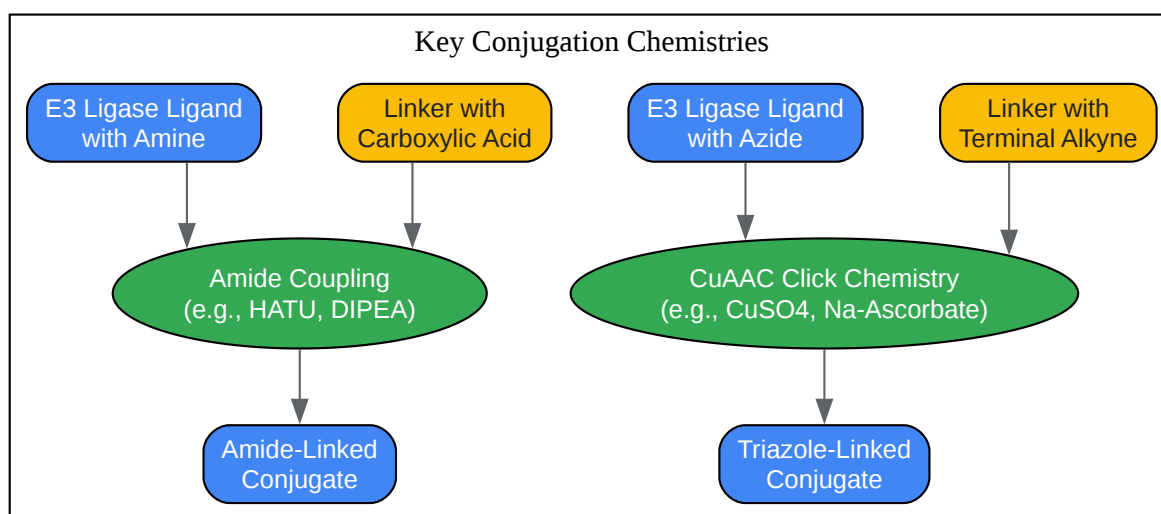 Key Conjugation Chemistries
E3 Ligase Ligand
with Amine
Linker with
Carboxylic Acid
E3 Ligase Ligand
with Azide
Linker with
Terminal Alkyne
Amide Coupling
(e.g., HATU, DIPEA)
CuAAC Click Chemistry
(e.g., CuSO4, Na-Ascorbate)
Amide-Linked
Conjugate
Triazole-Linked
Conjugate